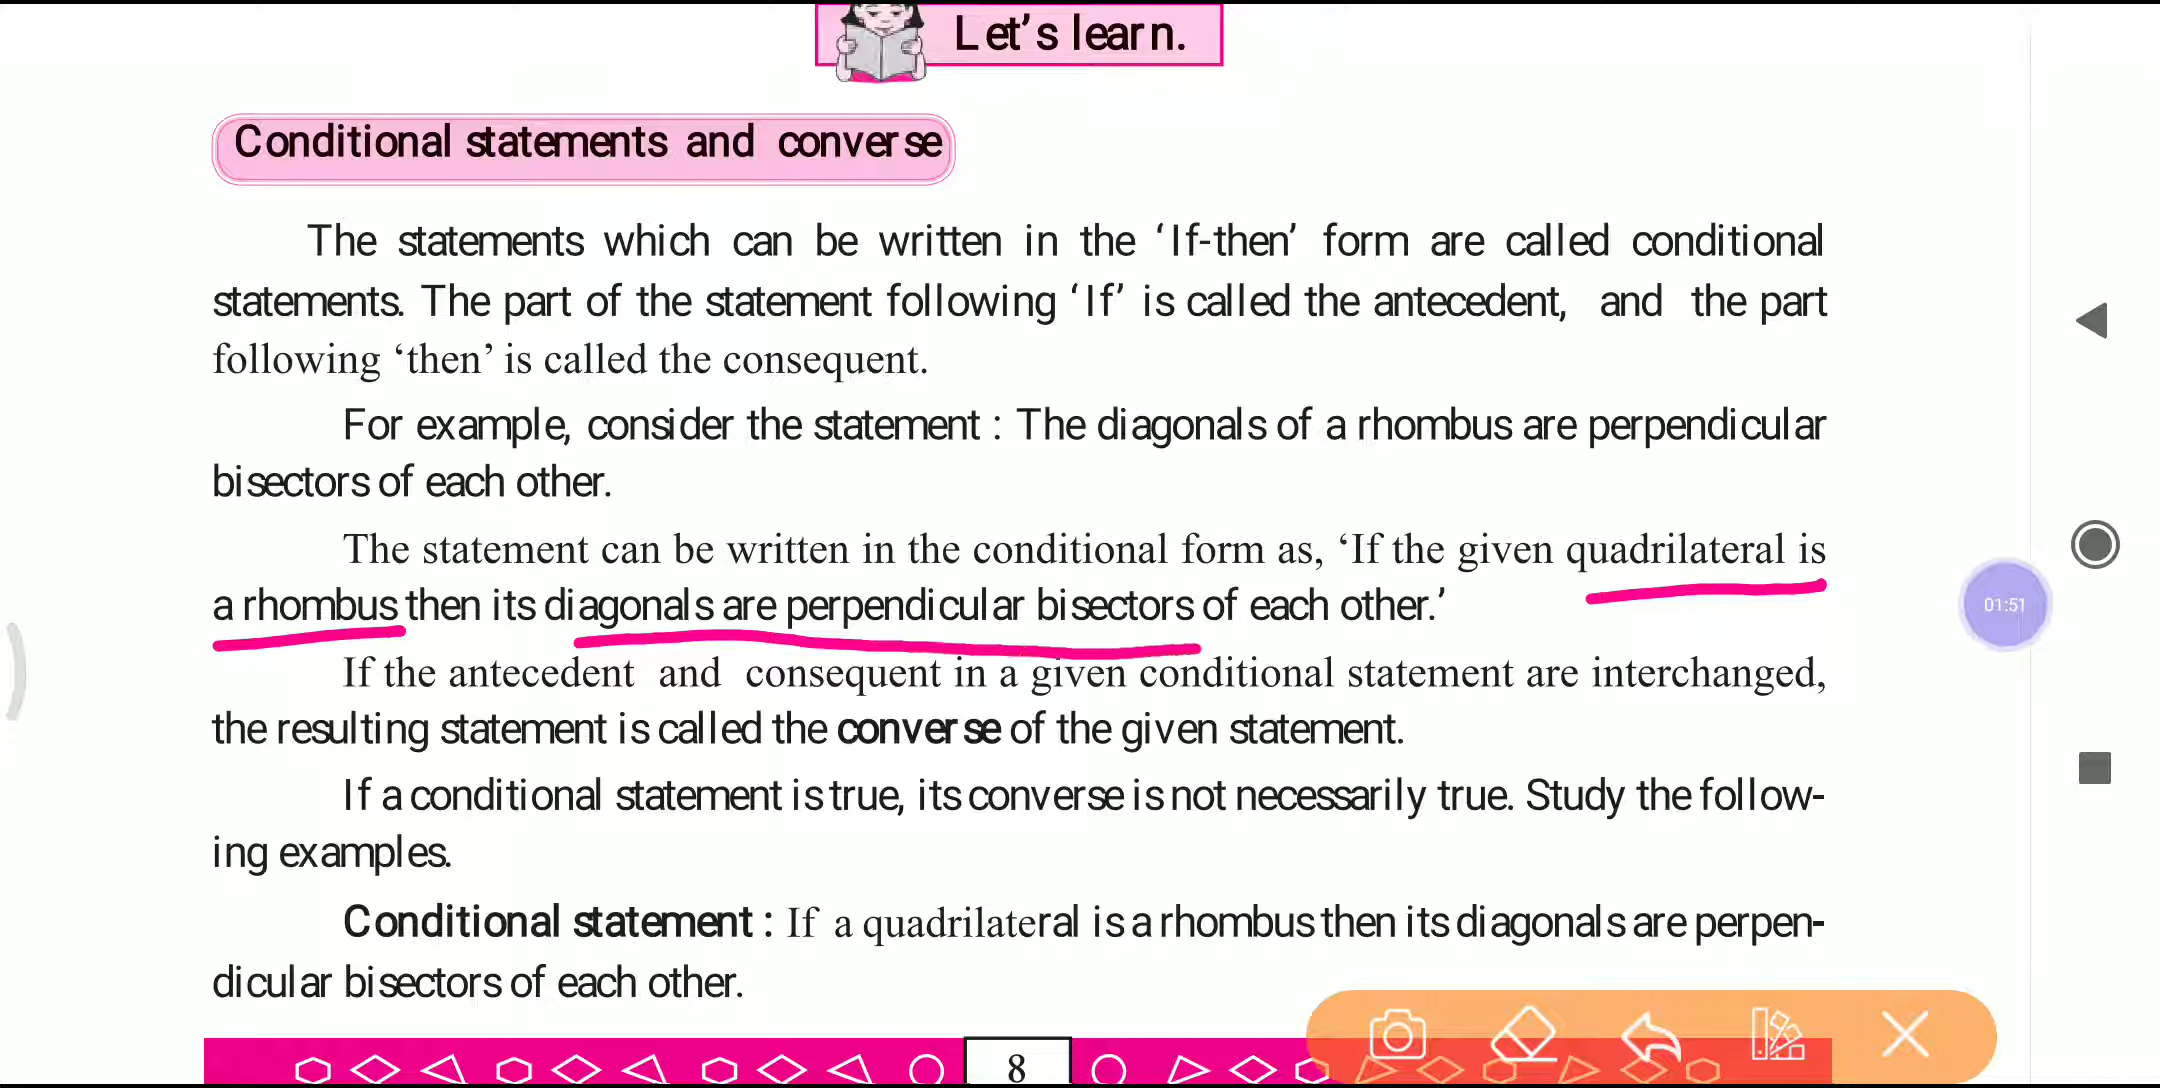 Let's learn.
Conditional statements and converse
The statements which can be written in the ‘If-then’ form are called conditional
statements. The part of the statement following ‘If’ is called the antecedent, and the part
following ‘then’ is called the consequent.
For example, consider the statement : The diagonals of a rhombus are perpendicular
bisectors of each other.
The statement can be written in the conditional form as, ‘If the given quadrilateral is
a rhombus then its diagonals are perpendicular bisectors of each other.’
If the antecedent and consequent in a given conditional statement are interchanged,
the resulting statement is called the converse of the given statement.
If a conditional statement is true, its converse is not necessarily true. Study the follow-
ing examples.
Conditional statement : If a quadrilateral is a rhombus then its diagonals are perpen-
dicular bisectors of each other.
8
01:51